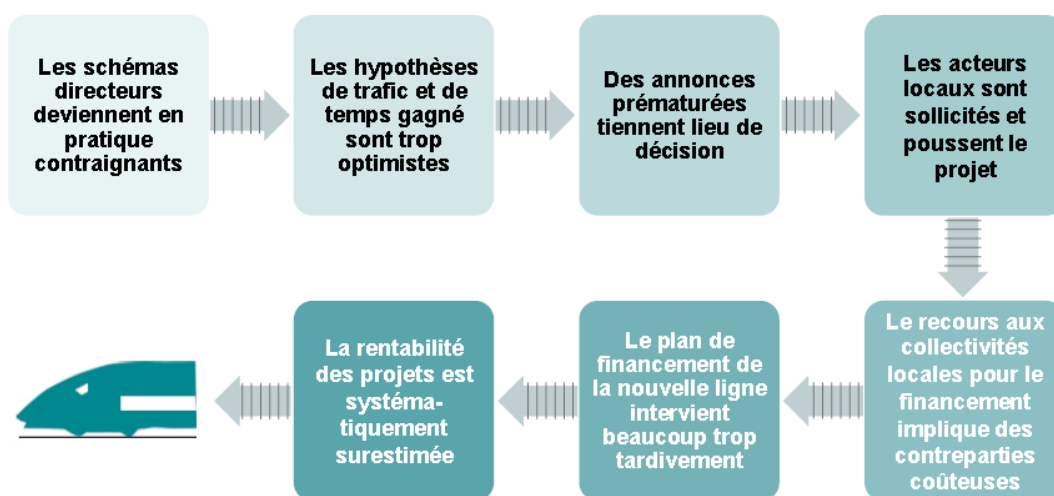 Les schémas
directeurs
deviennent en
pratique
contraignants
Les hypothèses
de trafic et de
temps gagné
sont trop
optimistes
Des annonces
prématurées
tiennent lieu de
décision
Les acteurs
locaux sont
sollicités et
poussent le
projet
Le recours aux
collectivités
locales pour le
financement
implique des
contreparties
coûteuses
Le plan de
financement de
la nouvelle ligne
intervient
beaucoup trop
tardivement
La rentabilité
des projets est
systéma-
tiquement
surestimée